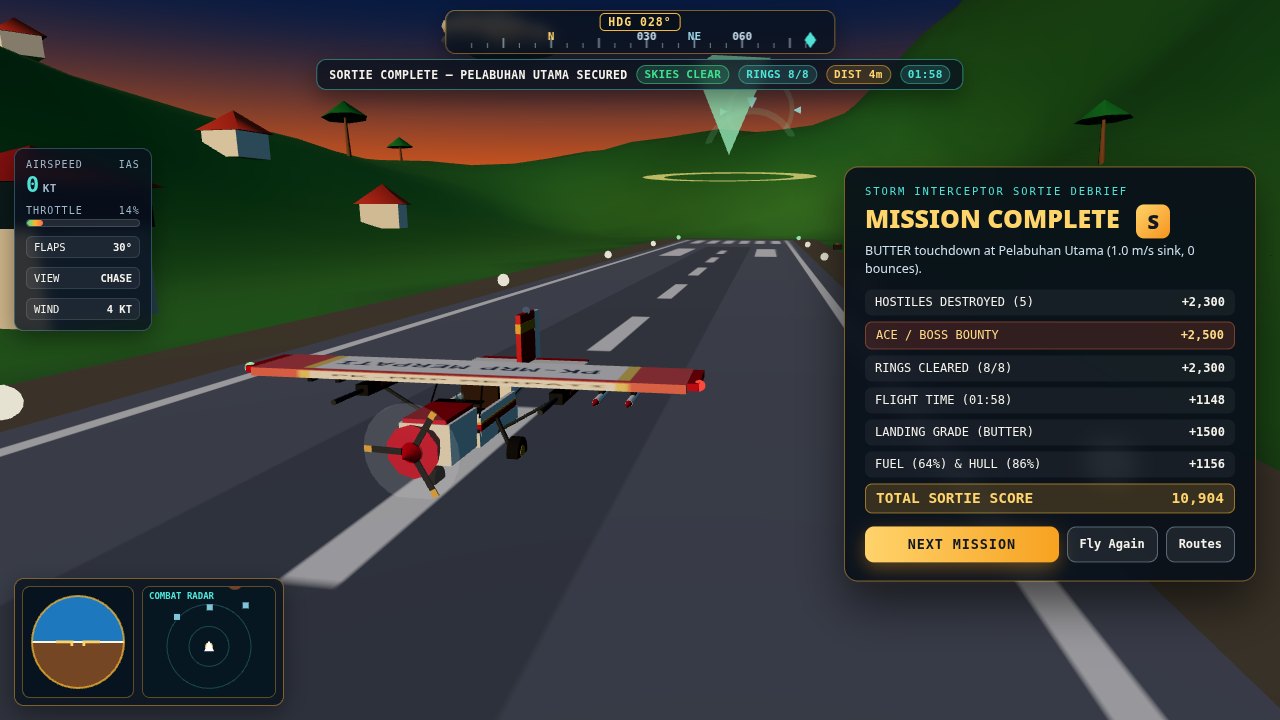 HDG 028°
N 030 NE 060
SORTIE COMPLETE — PELABUHAN UTAMA SECURED SKIES CLEAR RINGS 8/8 DIST 4m 01:58
AIRSPEED IAS
0 KT
THROTTLE 14%
FLAPS 30°
VIEW CHASE
WIND 4 KT
PK-MRP MERPATI
STORM INTERCEPTOR SORTIE DEBRIEF
MISSION COMPLETE S
BUTTER touchdown at Pelabuhan Utama (1.0 m/s sink, 0
bounces).
HOSTILES DESTROYED (5) +2,300
ACE / BOSS BOUNTY +2,500
RINGS CLEARED (8/8) +2,300
FLIGHT TIME (01:58) +1148
LANDING GRADE (BUTTER) +1500
FUEL (64%) & HULL (86%) +1156
TOTAL SORTIE SCORE 10,904
NEXT MISSION Fly Again Routes
COMBAT RADAR